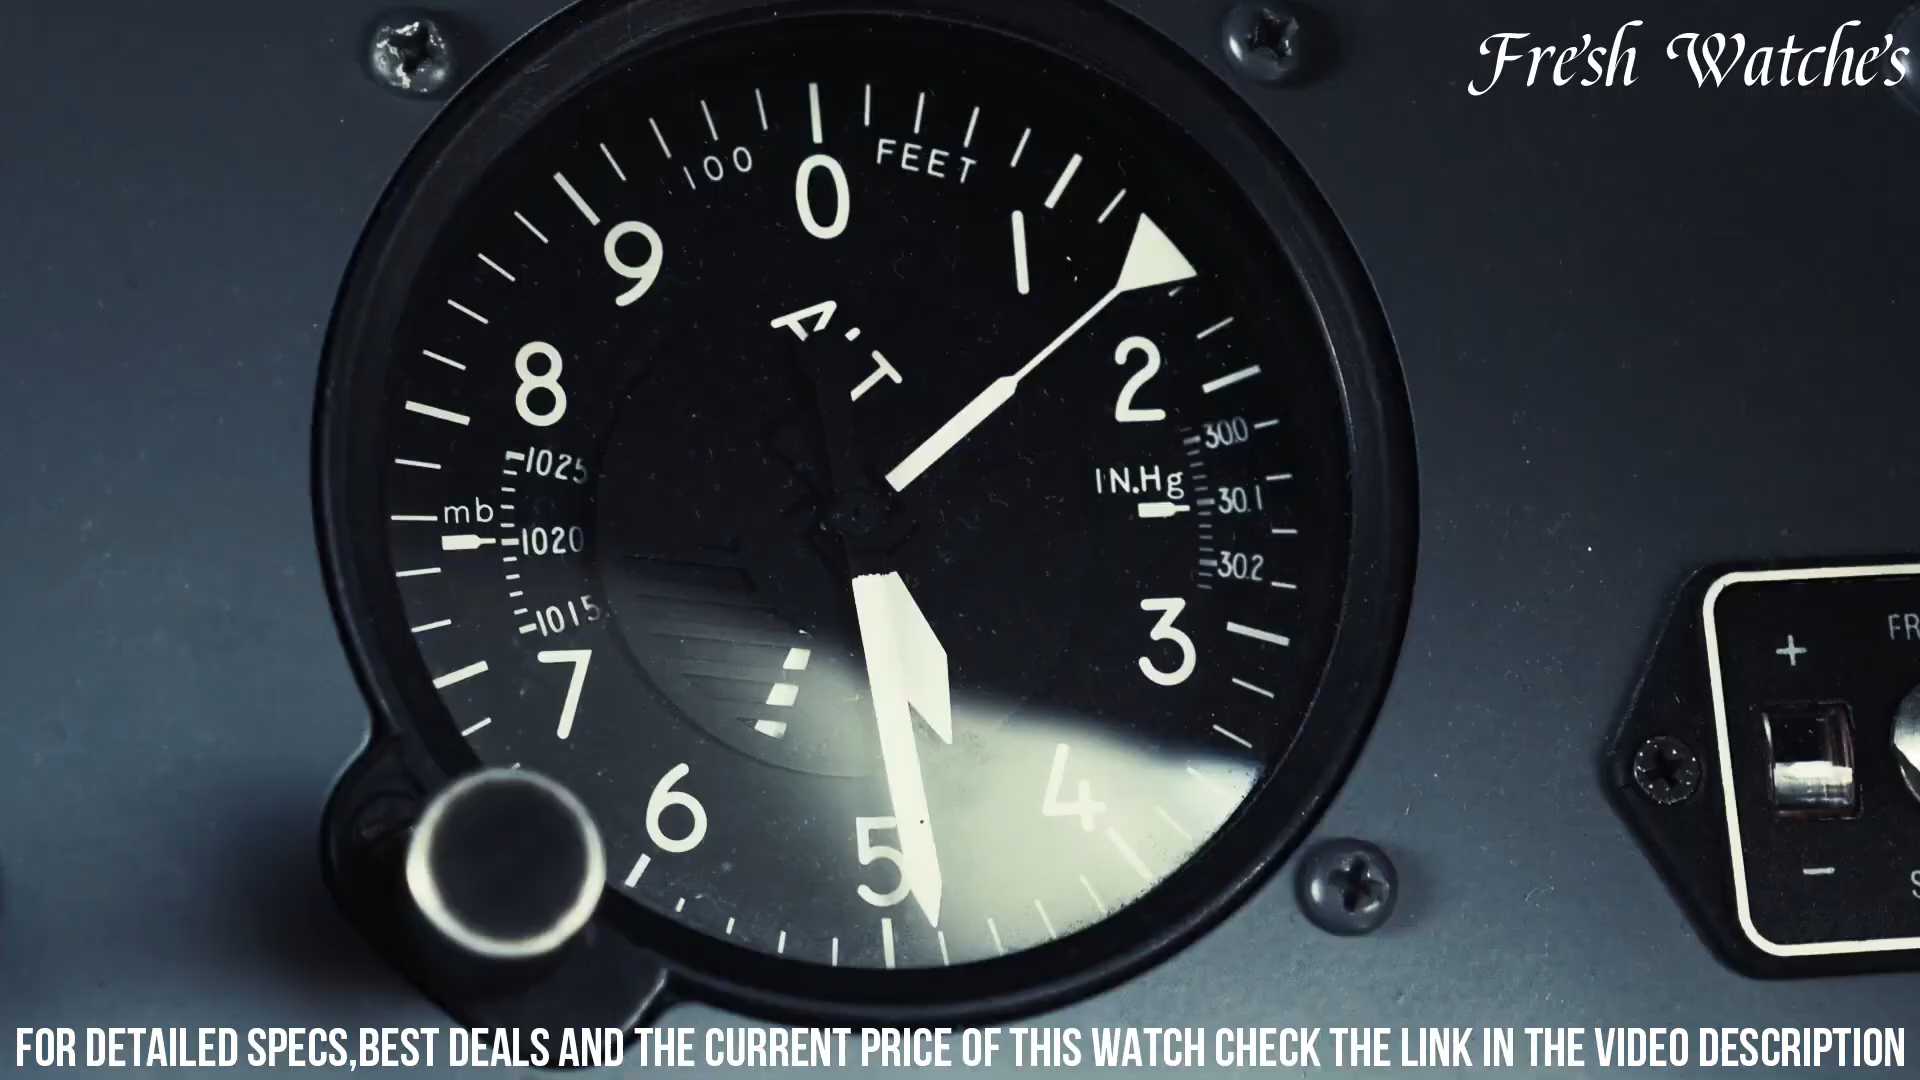 Fre'sh Watche's
100 FEET
0
1
2
3
4
5
6
7
8
9
ALT
1025
mb
1020
1015
30.0
IN.Hg
30.1
30.2
+
FR
-
S
FOR DETAILED SPECS,BEST DEALS AND THE CURRENT PRICE OF THIS WATCH CHECK THE LINK IN THE VIDEO DESCRIPTION